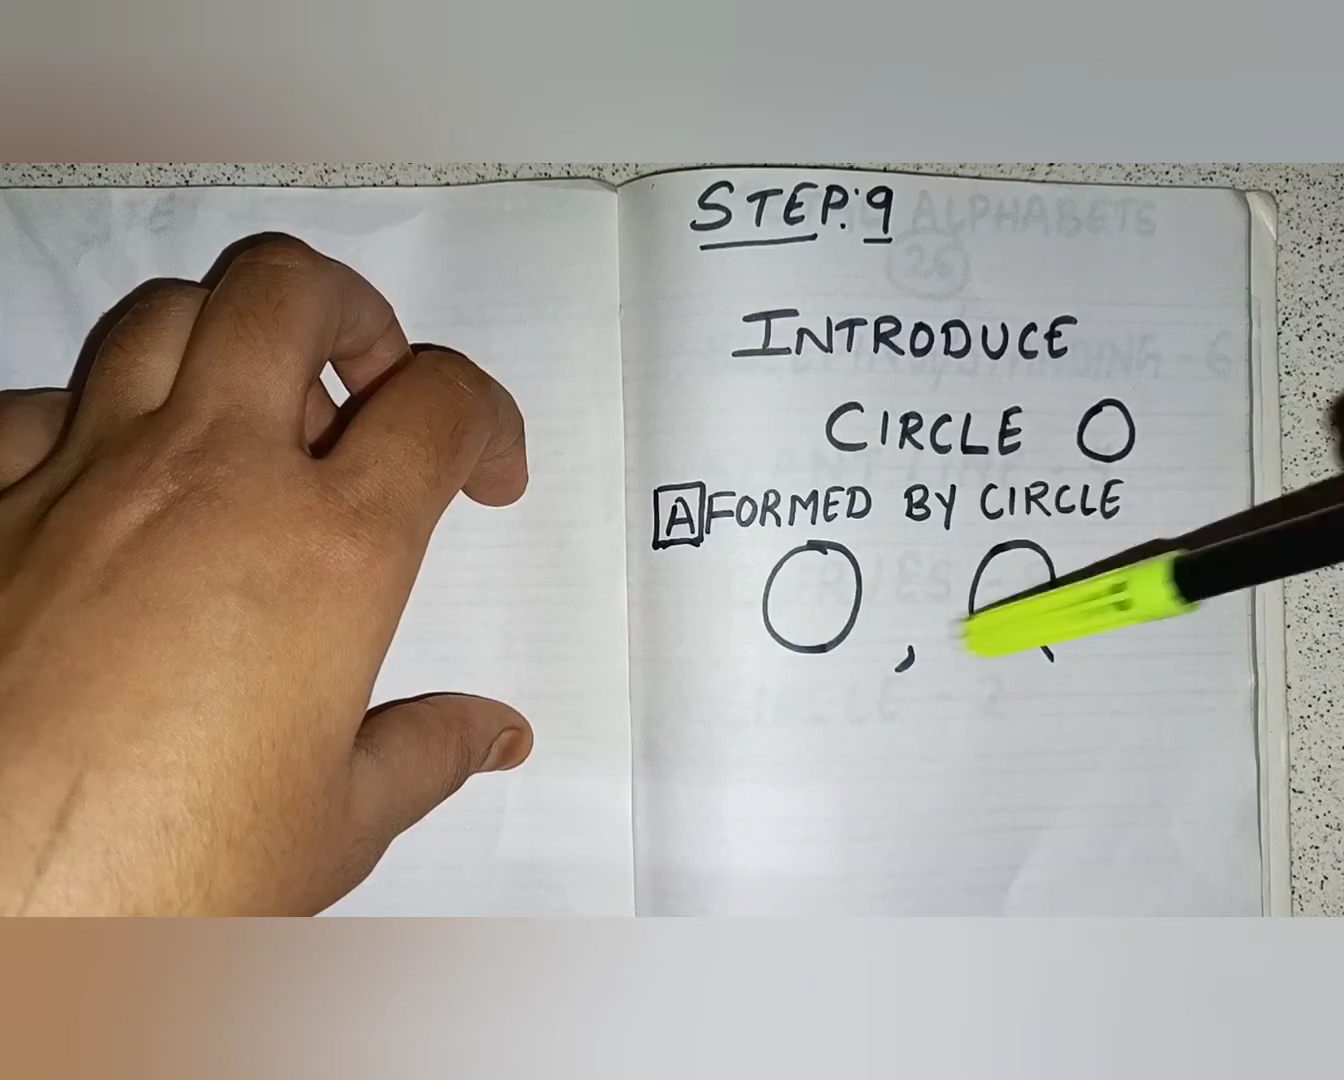 STEP:9
INTRODUCE
CIRCLE O
A FORMED BY CIRCLE
O, Q